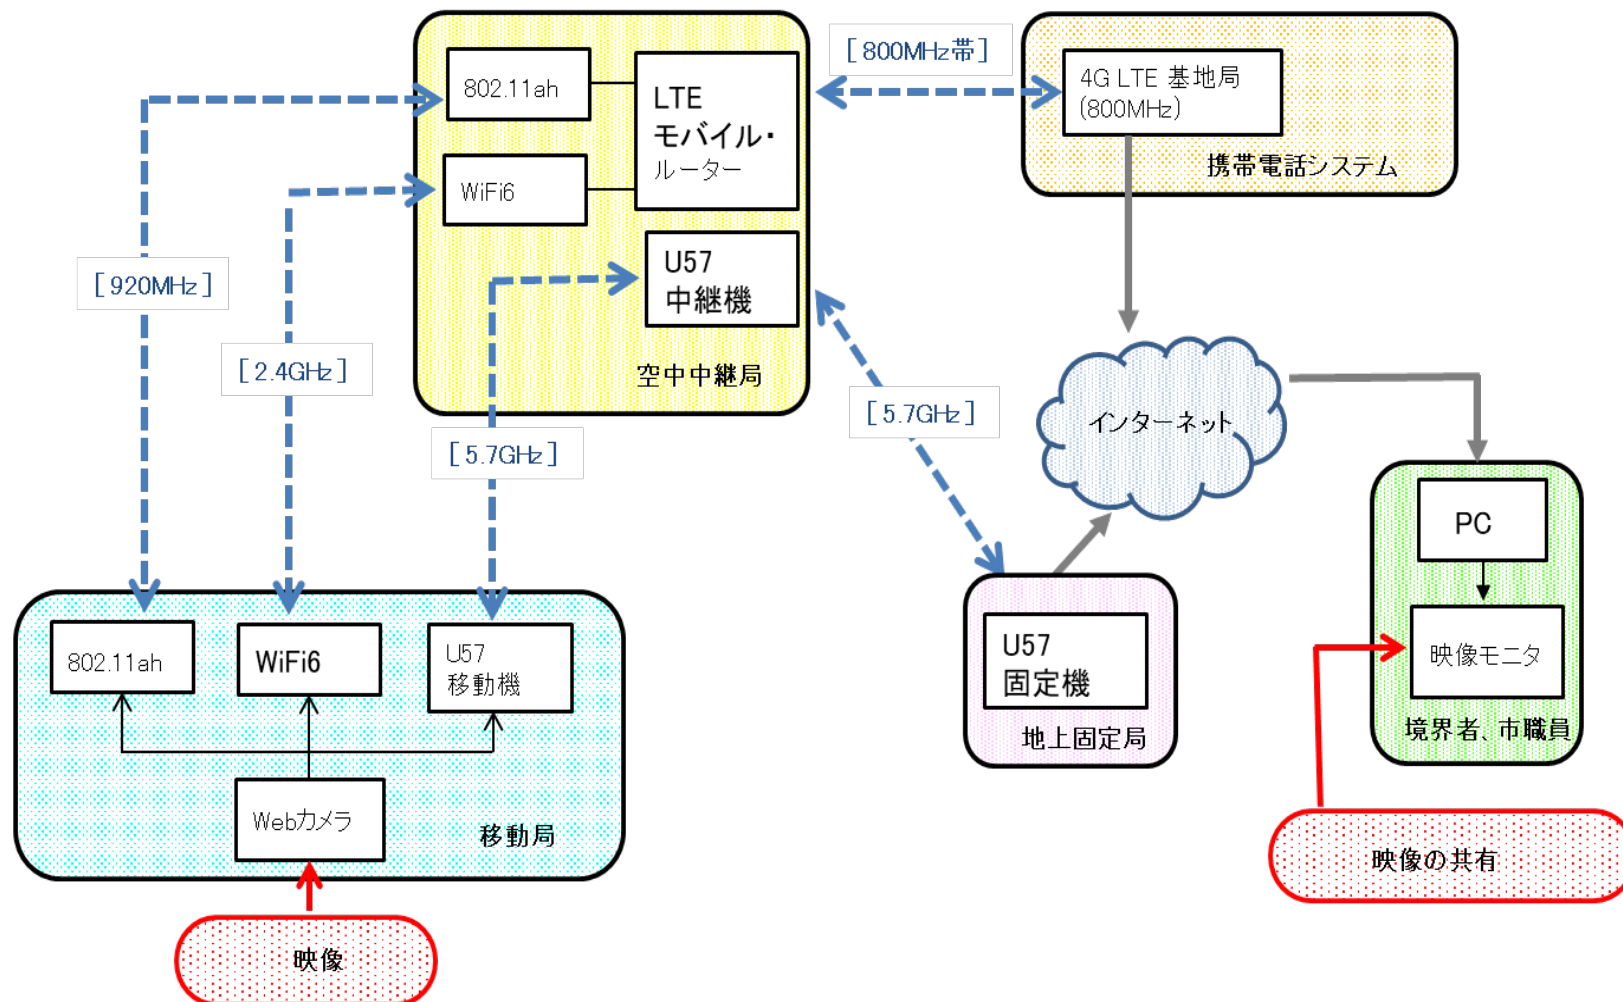 802.11ah
LTE
モバイル・
ルーター
WiFi6
U57
中継機
空中中継局
[800MHz帯]
4G LTE 基地局
(800MHz)
携帯電話システム
[920MHz]
[2.4GHz]
[5.7GHz]
[5.7GHz]
インターネット
PC
映像モニタ
境界者、市職員
U57
固定機
地上固定局
802.11ah
WiFi6
U57
移動機
Webカメラ
移動局
映像
映像の共有